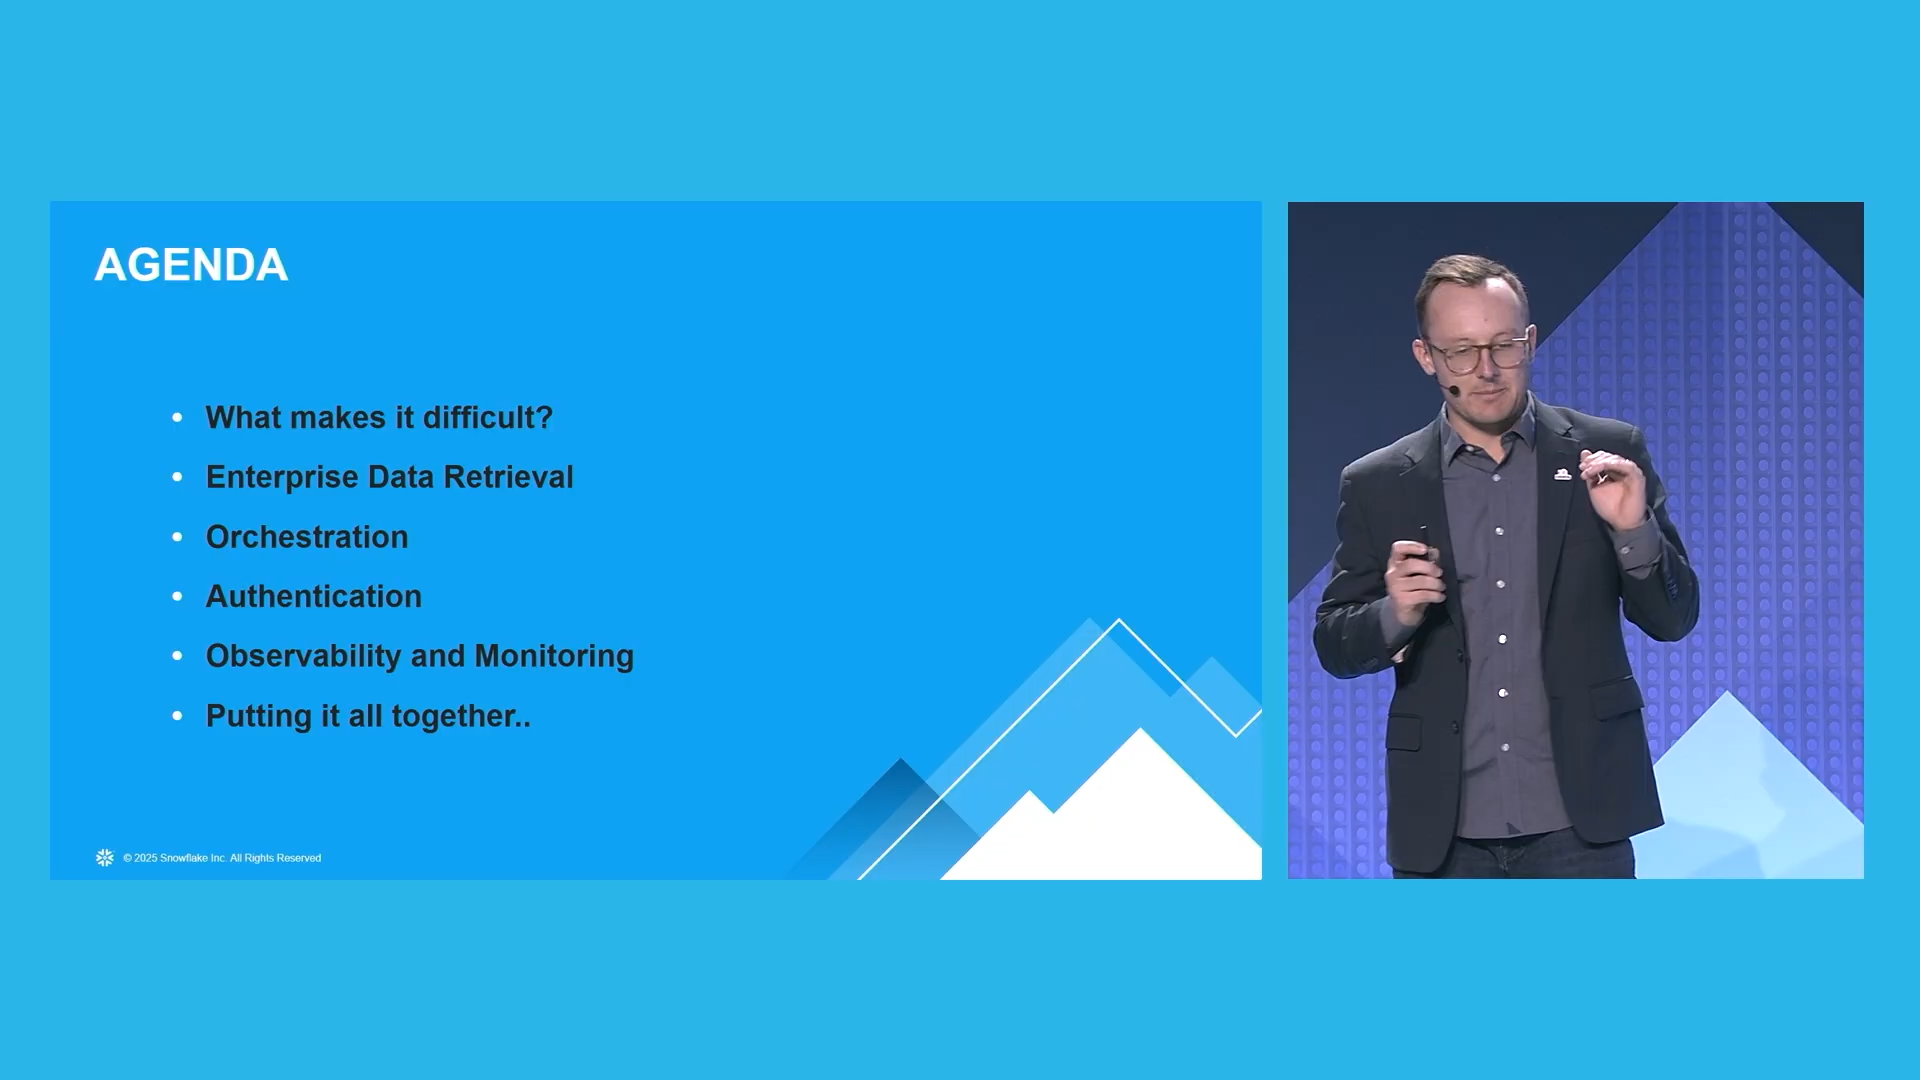 AGENDA
• What makes it difficult?
• Enterprise Data Retrieval
• Orchestration
• Authentication
• Observability and Monitoring
• Putting it all together..
© 2025 Snowflake Inc. All Rights Reserved